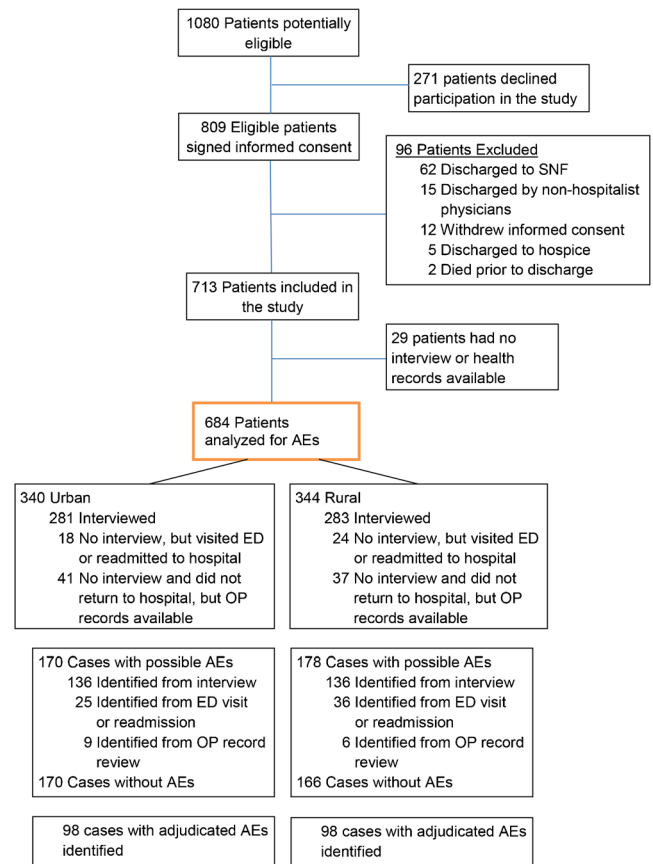 1080 Patients potentially
eligible
271 patients declined
participation in the study
809 Eligible patients
signed informed consent
96 Patients Excluded
62 Discharged to SNF
15 Discharged by non-hospitalist
physicians
12 Withdrew informed consent
5 Discharged to hospice
2 Died prior to discharge
713 Patients included in
the study
29 patients had no
interview or health
records available
684 Patients
analyzed for AEs
340 Urban
281 Interviewed
18 No interview, but visited ED
or readmitted to hospital
41 No interview and did not
return to hospital, but OP
records available
344 Rural
283 Interviewed
24 No interview, but visited ED
or readmitted to hospital
37 No interview and did not
return to hospital, but OP
records available
170 Cases with possible AEs
136 Identified from interview
25 Identified from ED visit
or readmission
9 Identified from OP record
review
170 Cases without AEs
178 Cases with possible AEs
136 Identified from interview
36 Identified from ED visit
or readmission
6 Identified from OP record
review
166 Cases without AEs
98 cases with adjudicated AEs
identified
98 cases with adjudicated AEs
identified